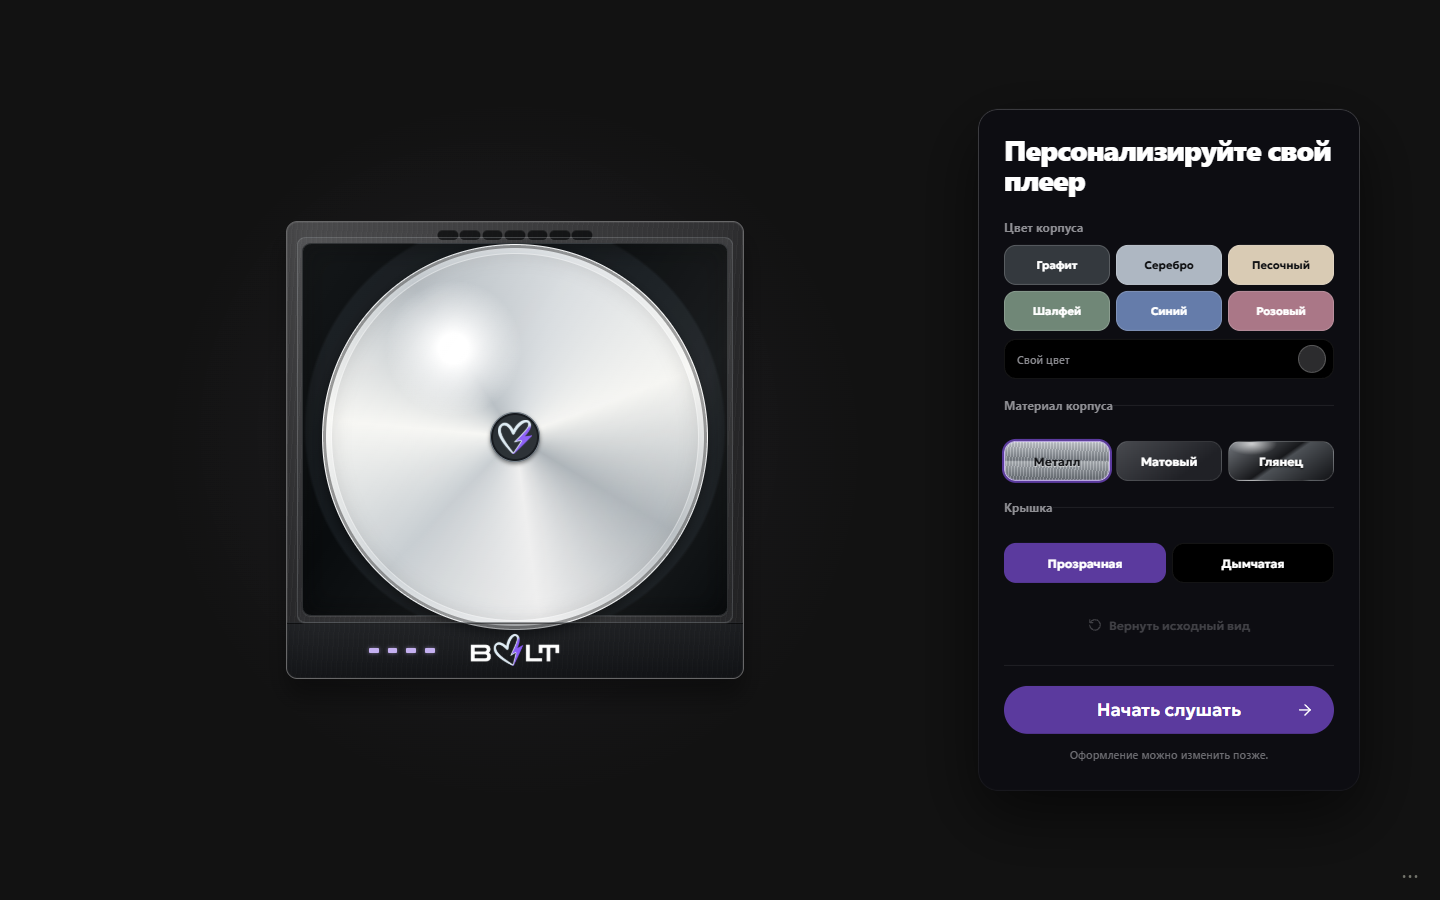 Персонализируйте свой
плеер
Цвет корпуса
Графит
Серебро
Песочный
Шалфей
Синий
Розовый
Свой цвет
Материал корпуса
Металл
Матовый
Глянец
Крышка
Прозрачная
Дымчатая
Вернуть исходный вид
Начать слушать
Оформление можно изменить позже.
B LT